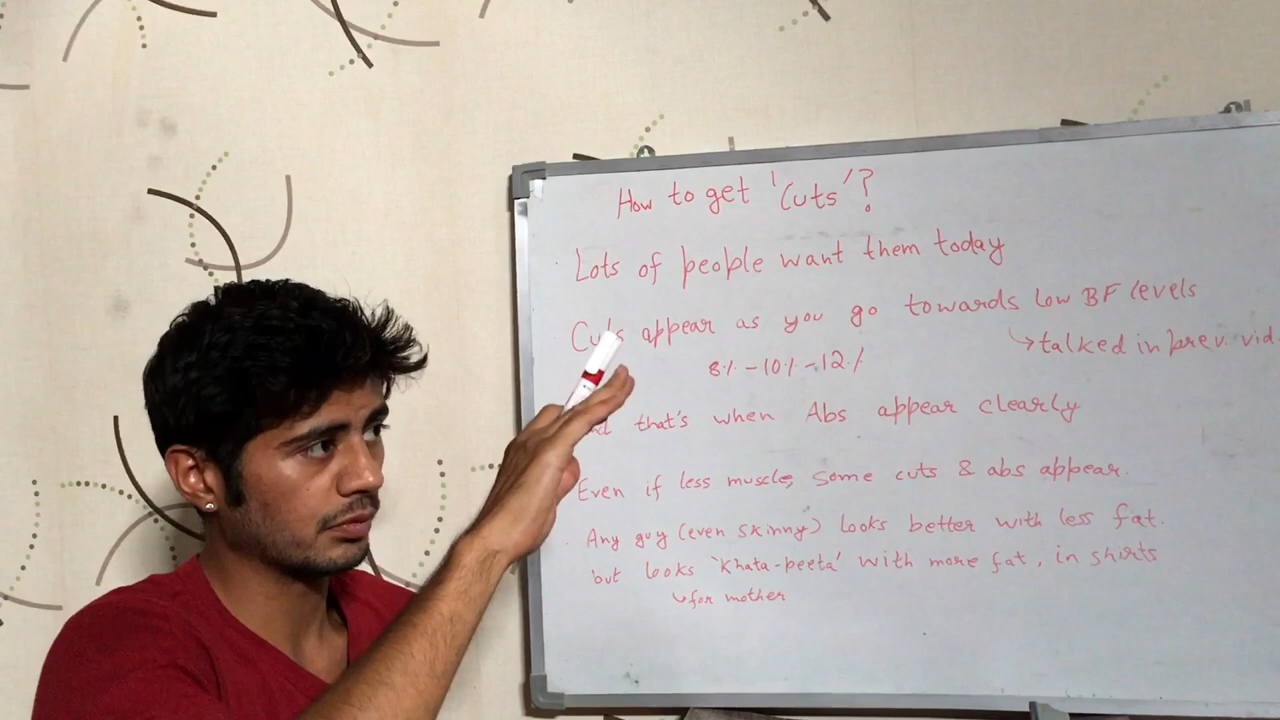 How to get 'Cuts'?
Lots of people want them today
Cuts appear as you go towards Low BF levels
→ talked in prev. vid.
8% - 10% - 12%
that's when Abs appear clearly
Even if less muscle, some cuts & abs appear.
Any guy (even skinny) looks better with less fat.
but looks 'Khata-peeta' with more fat, in shirts
↳ for mother